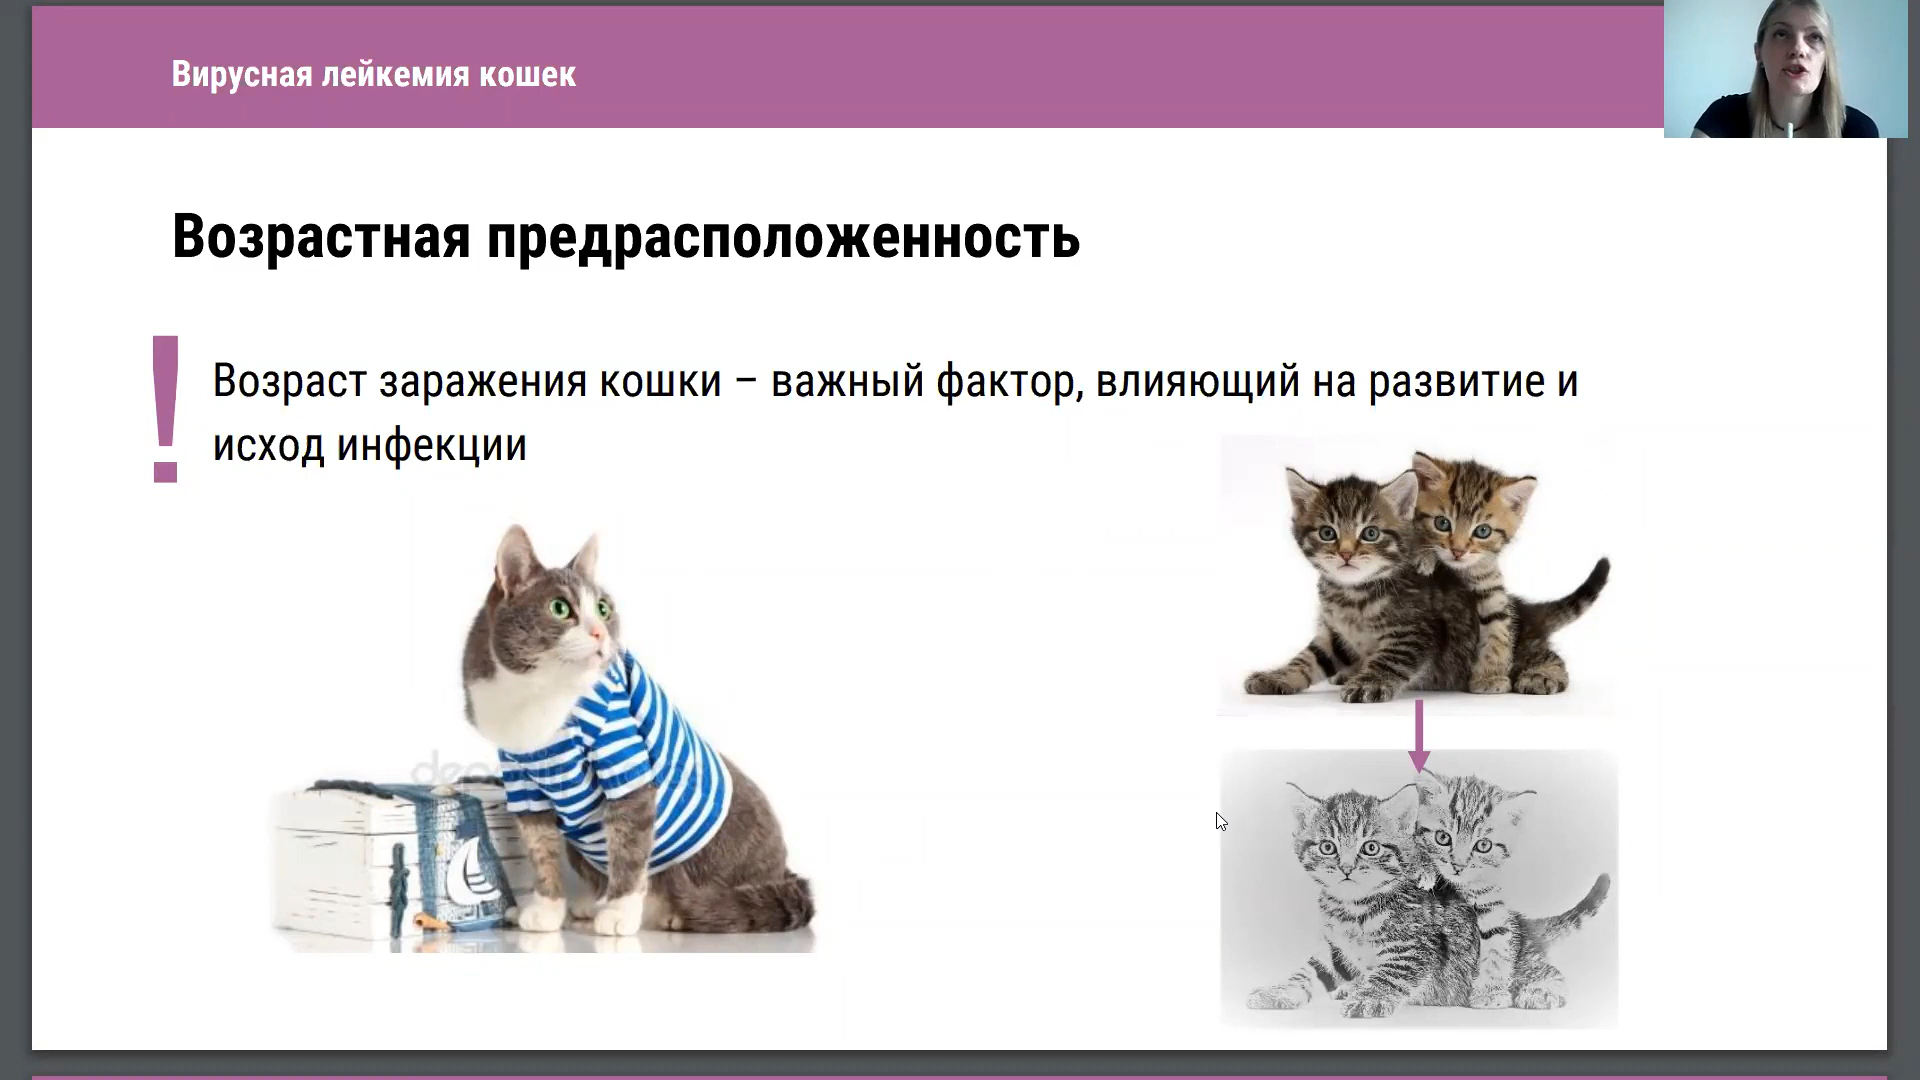 Вирусная лейкемия кошек
Возрастная предрасположенность
!
Возраст заражения кошки – важный фактор, влияющий на развитие и
исход инфекции